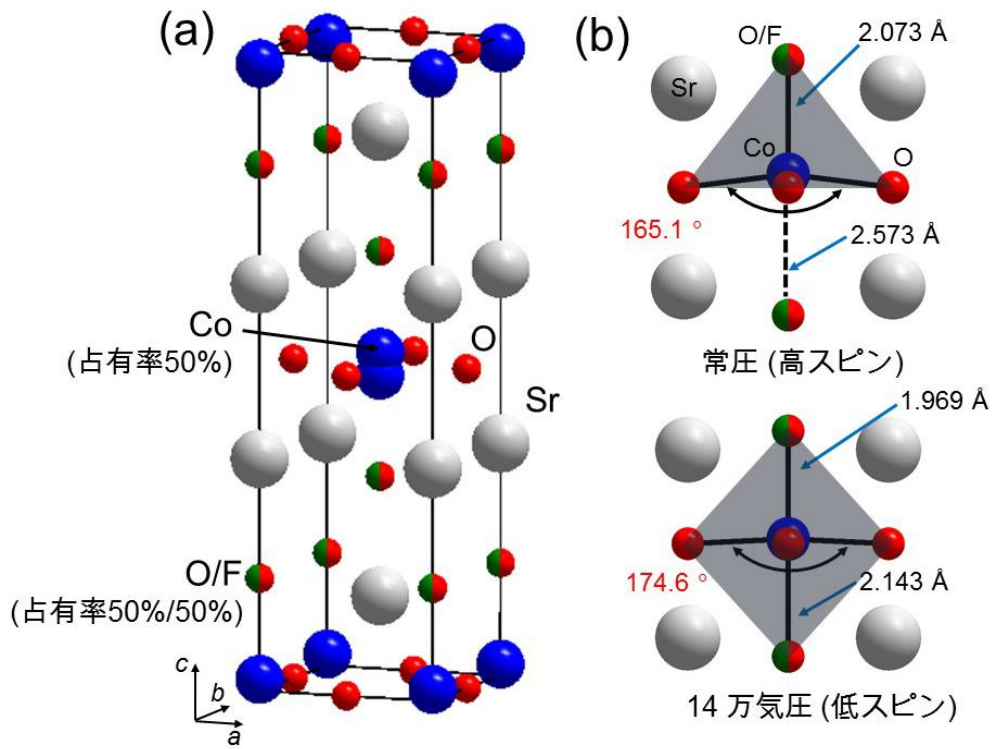 (a)
Co
(占有率50%)
O
Sr
O/F
(占有率50%/50%)
c
b
a
(b)
O/F
2.073 Å
Sr
Co
O
165.1 °
2.573 Å
常圧 (高スピン)
1.969 Å
174.6 °
2.143 Å
14 万気圧 (低スピン)